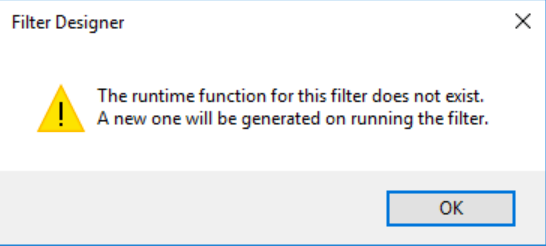 Filter Designer
The runtime function for this filter does not exist.
A new one will be generated on running the filter.
OK